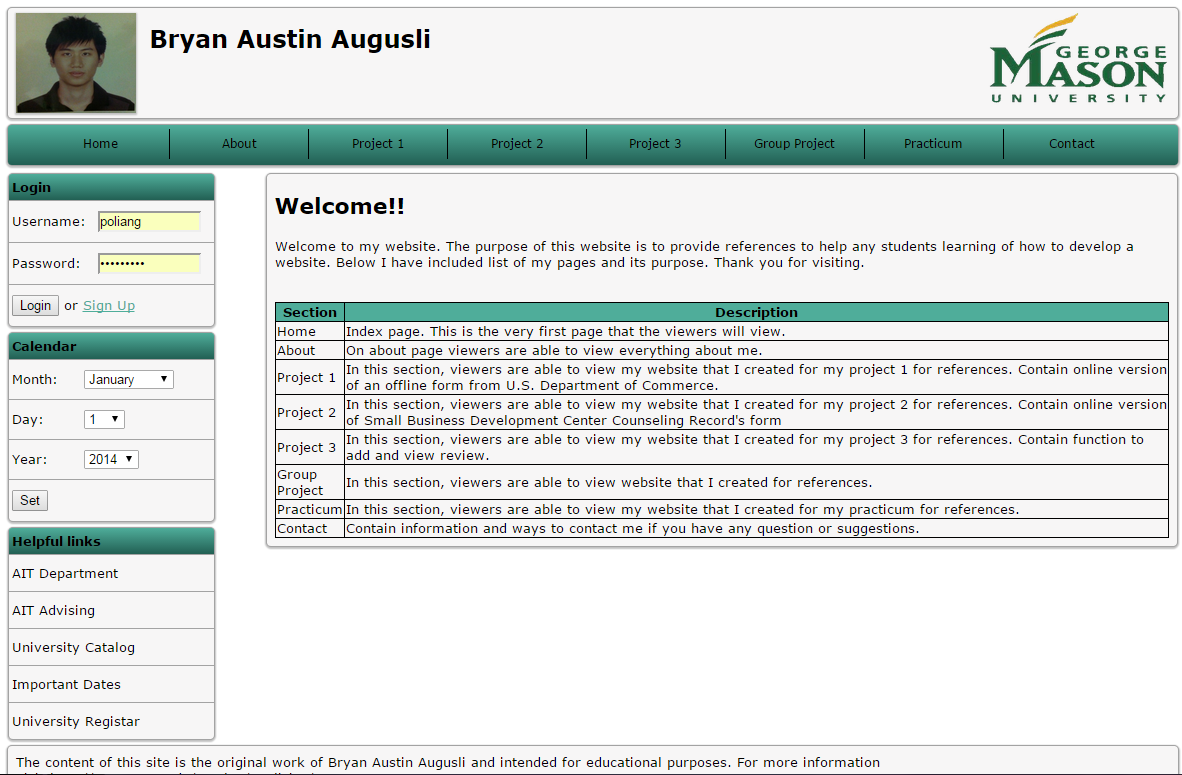 Bryan Austin Augusli
GEORGE
MASON
UNIVERSITY
Home About Project 1 Project 2 Project 3 Group Project Practicum Contact
Login
Username: poliang
Password: •••••••••
Login or Sign Up
Calendar
Month: January
Day: 1
Year: 2014
Set
Helpful links
AIT Department
AIT Advising
University Catalog
Important Dates
University Registar
Welcome!!
Welcome to my website. The purpose of this website is to provide references to help any students learning of how to develop a
website. Below I have included list of my pages and its purpose. Thank you for visiting.
Section Description
Home Index page. This is the very first page that the viewers will view.
About On about page viewers are able to view everything about me.
Project 1 In this section, viewers are able to view my website that I created for my project 1 for references. Contain online version
of an offline form from U.S. Department of Commerce.
Project 2 In this section, viewers are able to view my website that I created for my project 2 for references. Contain online version
of Small Business Development Center Counseling Record's form
Project 3 In this section, viewers are able to view my website that I created for my project 3 for references. Contain function to
add and view review.
Group
Project In this section, viewers are able to view website that I created for references.
Practicum In this section, viewers are able to view my website that I created for my practicum for references.
Contact Contain information and ways to contact me if you have any question or suggestions.
The content of this site is the original work of Bryan Austin Augusli and intended for educational purposes. For more information